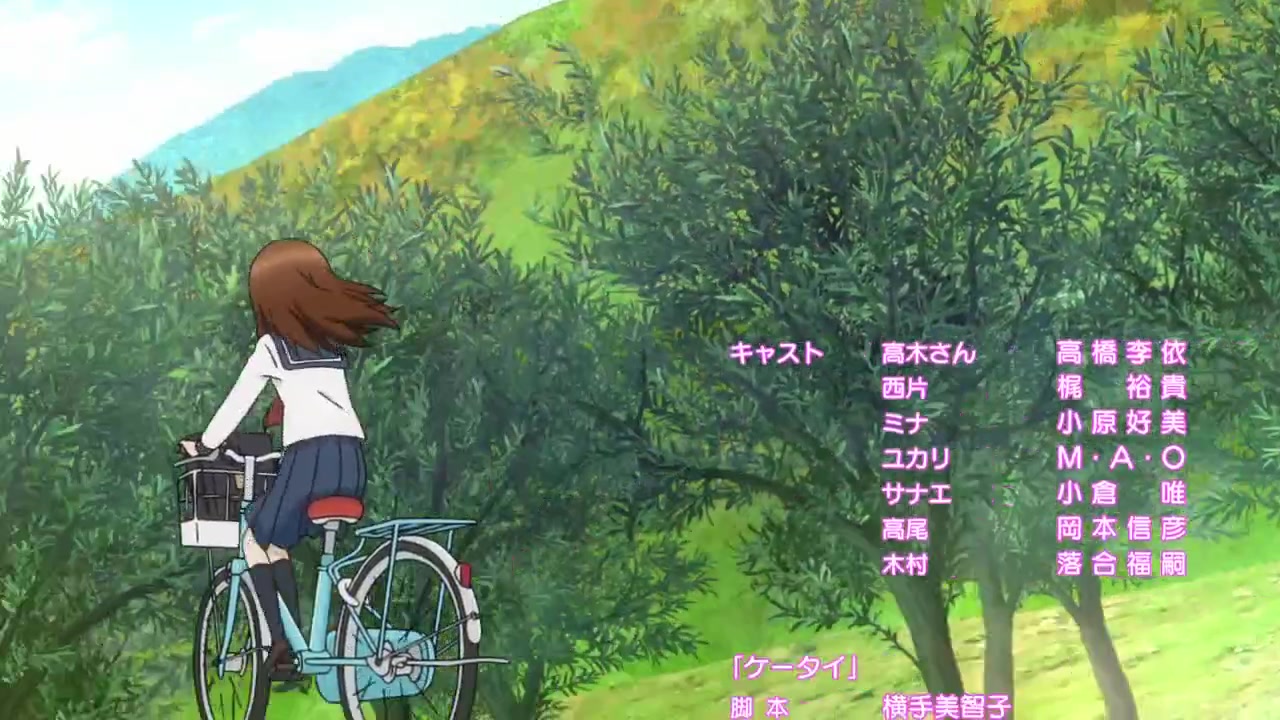 キャスト 高木さん 高橋李依
西片 梶 裕貴
ミナ 小原好美
ユカリ M・A・O
サナエ 小倉 唯
高尾 岡本信彦
木村 落合福嗣
「ケータイ」
脚本 横手美智子